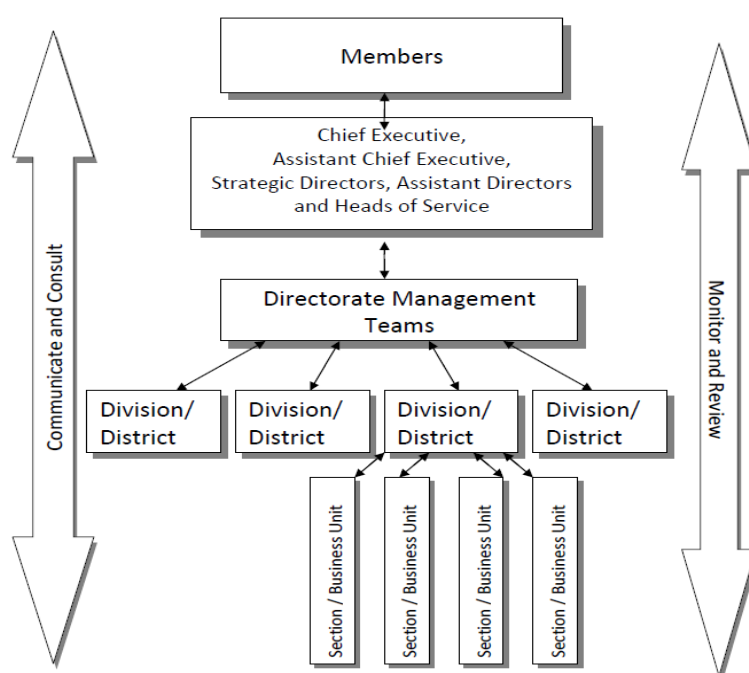 Members
Chief Executive,
Assistant Chief Executive,
Strategic Directors, Assistant Directors
and Heads of Service
Directorate Management
Teams
Division/
District
Division/
District
Division/
District
Division/
District
Section / Business Unit
Section / Business Unit
Section / Business Unit
Section / Business Unit
Communicate and Consult
Monitor and Review